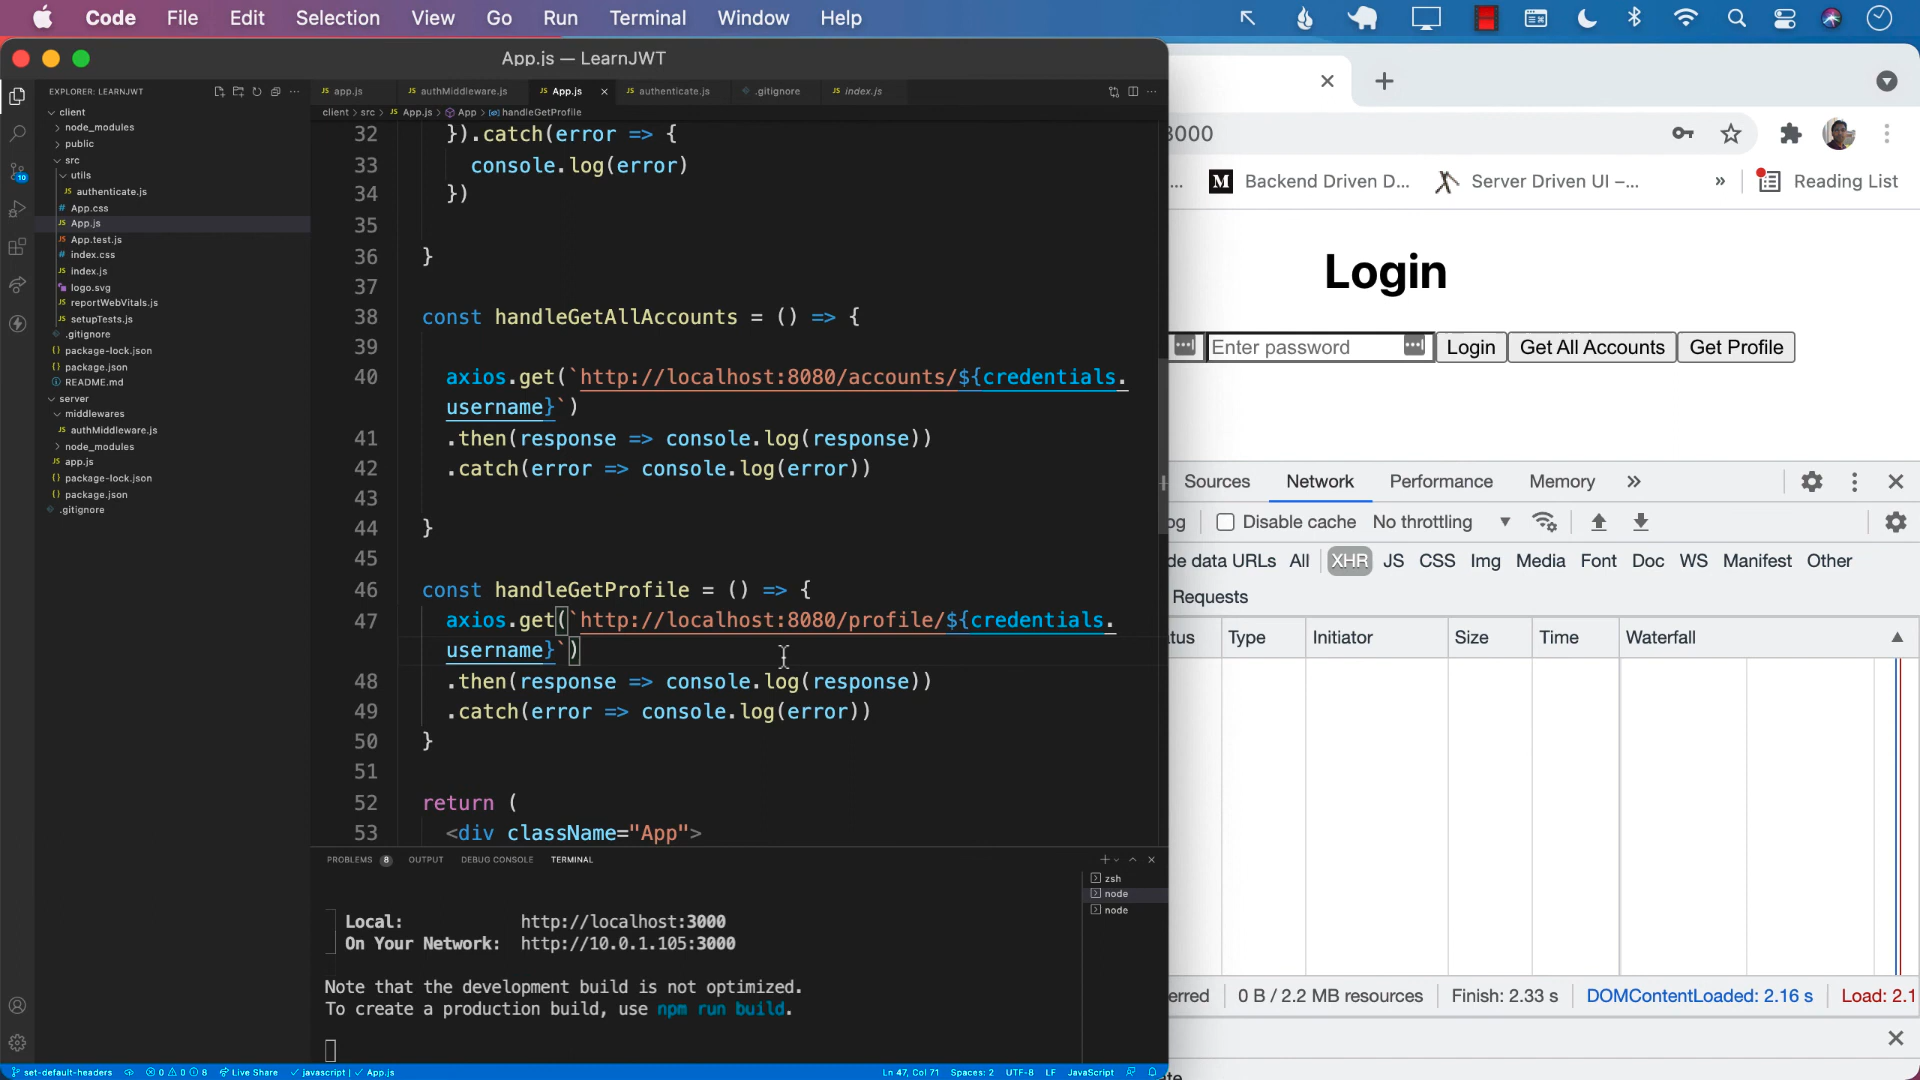 Code File Edit Selection View Go Run Terminal Window Help
App.js — LearnJWT
EXPLORER: LEARNJWT
client
node_modules
public
src
utils
authenticate.js
App.css
App.js
App.test.js
index.css
index.js
logo.svg
reportWebVitals.js
setupTests.js
.gitignore
package-lock.json
package.json
README.md
server
middlewares
authMiddleware.js
node_modules
app.js
package-lock.json
package.json
.gitignore
10
app.js authMiddleware.js App.js authenticate.js .gitignore index.js
client > src > App.js > App > handleGetProfile
32 }).catch(error => {
33 console.log(error)
34 })
35
36 }
37
38 const handleGetAllAccounts = () => {
39
40 axios.get(`http://localhost:8080/accounts/${credentials.
username}`)
41 .then(response => console.log(response))
42 .catch(error => console.log(error))
43
44 }
45
46 const handleGetProfile = () => {
47 axios.get(`http://localhost:8080/profile/${credentials.
username}`)
48 .then(response => console.log(response))
49 .catch(error => console.log(error))
50 }
51
52 return (
53 <div className="App">
PROBLEMS 8 OUTPUT DEBUG CONSOLE TERMINAL
zsh
node
node
Local: http://localhost:3000
On Your Network: http://10.0.1.105:3000
Note that the development build is not optimized.
To create a production build, use npm run build.
set-default-headers 0 0 8 Live Share javascript | App.js Ln 47, Col 71 Spaces: 2 UTF-8 LF JavaScript
3000
... M Backend Driven D... Server Driven UI –... » Reading List
Login
Enter password Login Get All Accounts Get Profile
Sources Network Performance Memory »
og Disable cache No throttling
de data URLs All XHR JS CSS Img Media Font Doc WS Manifest Other
Requests
tus Type Initiator Size Time Waterfall
erred 0 B / 2.2 MB resources Finish: 2.33 s DOMContentLoaded: 2.16 s Load: 2.1